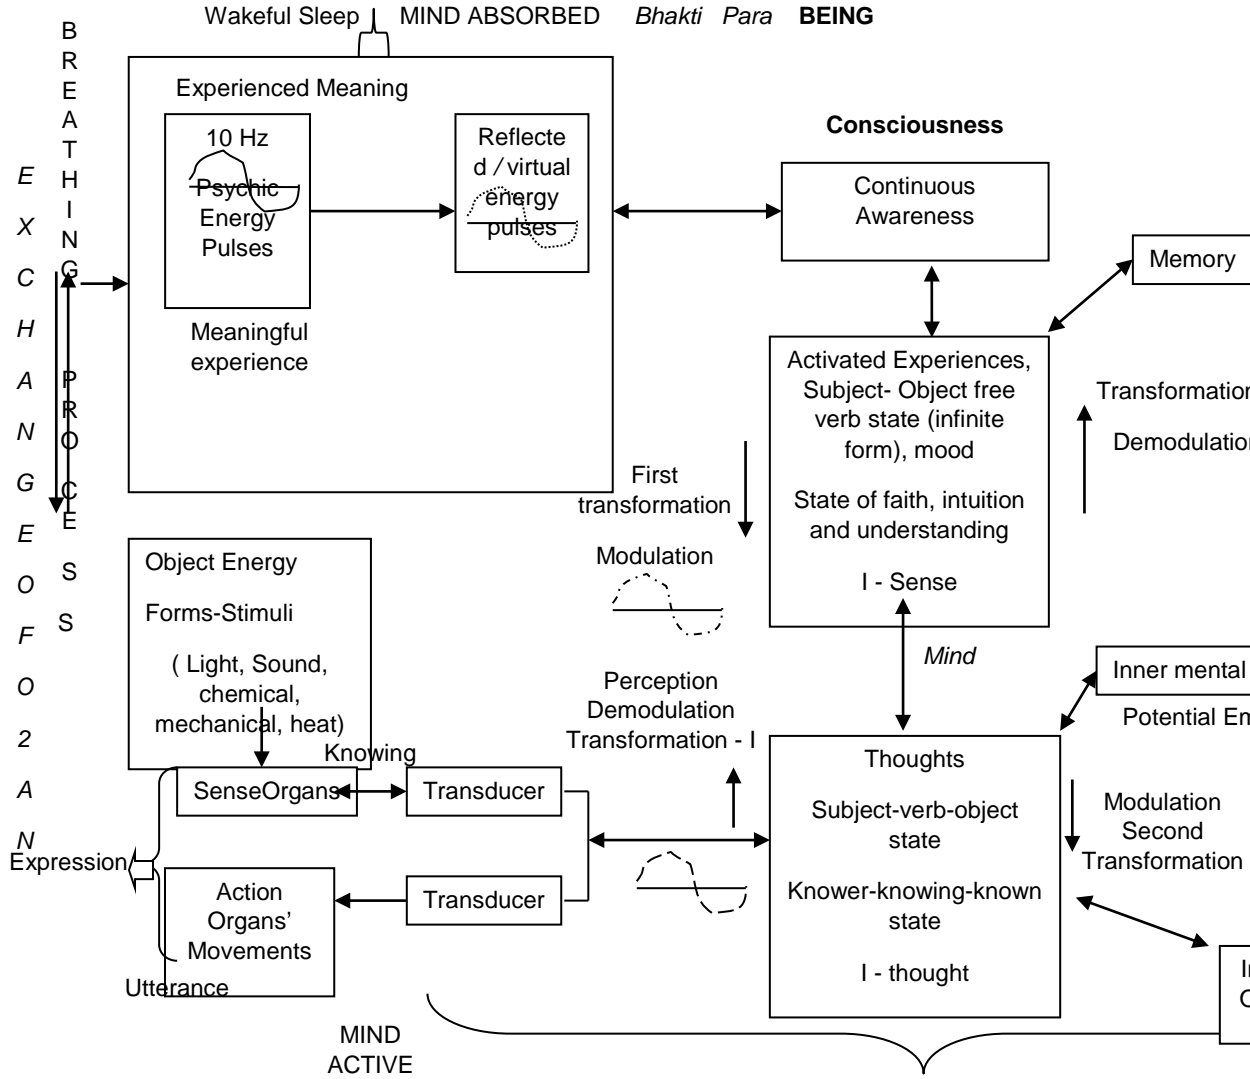 Wakeful Sleep MIND ABSORBED Bhakti Para BEING
BREATHING PROCESS
EXCHANGE OF O2 AN
Experienced Meaning
10 Hz
Psychic
Energy
Pulses
Reflecte
d / virtual
energy
pulses
Meaningful
experience
Consciousness
Continuous
Awareness
Memory
Activated Experiences,
Subject- Object free
verb state (infinite
form), mood
State of faith, intuition
and understanding
I - Sense
Transformation
Demodulation
First
transformation
Modulation
Mind
Object Energy
Forms-Stimuli
( Light, Sound,
chemical,
mechanical, heat)
Knowing
SenseOrgans
Transducer
Perception
Demodulation
Transformation - I
Inner mental
Potential Em
Thoughts
Subject-verb-object
state
Knower-knowing-known
state
I - thought
Modulation
Second
Transformation
Expression
Action
Organs’
Movements
Transducer
Utterance
MIND
ACTIVE